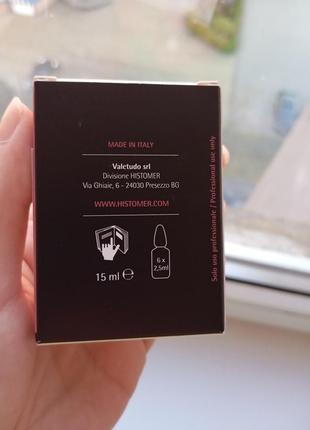 MADE IN ITALY
Valetudo srl
Divisione HISTOMER
Via Ghiaie, 6 - 24030 Presezzo BG
WWW.HISTOMER.COM
15 ml ℮
6 x
2,5ml
Solo uso professionale / Professional use only